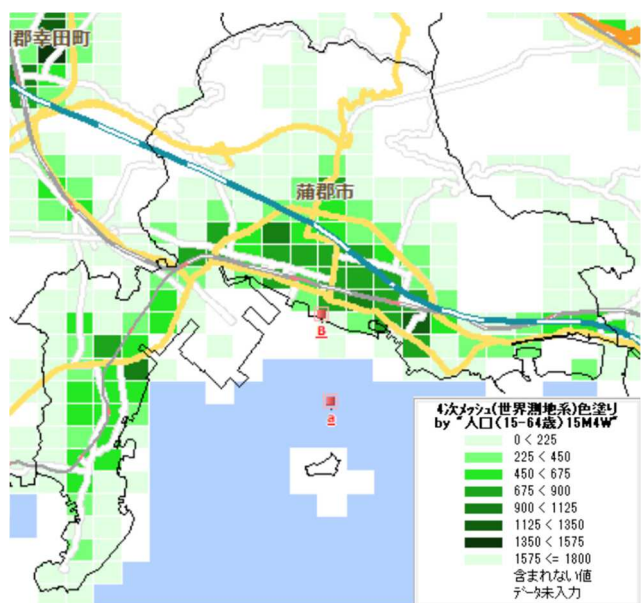 郡幸田町
蒲郡市
B
a
4次メッシュ(世界測地系)色塗り
by "人口(15-64歳)15M4W"
0 < 225
225 < 450
450 < 675
675 < 900
900 < 1125
1125 < 1350
1350 < 1575
1575 <= 1800
含まれない値
データ未入力